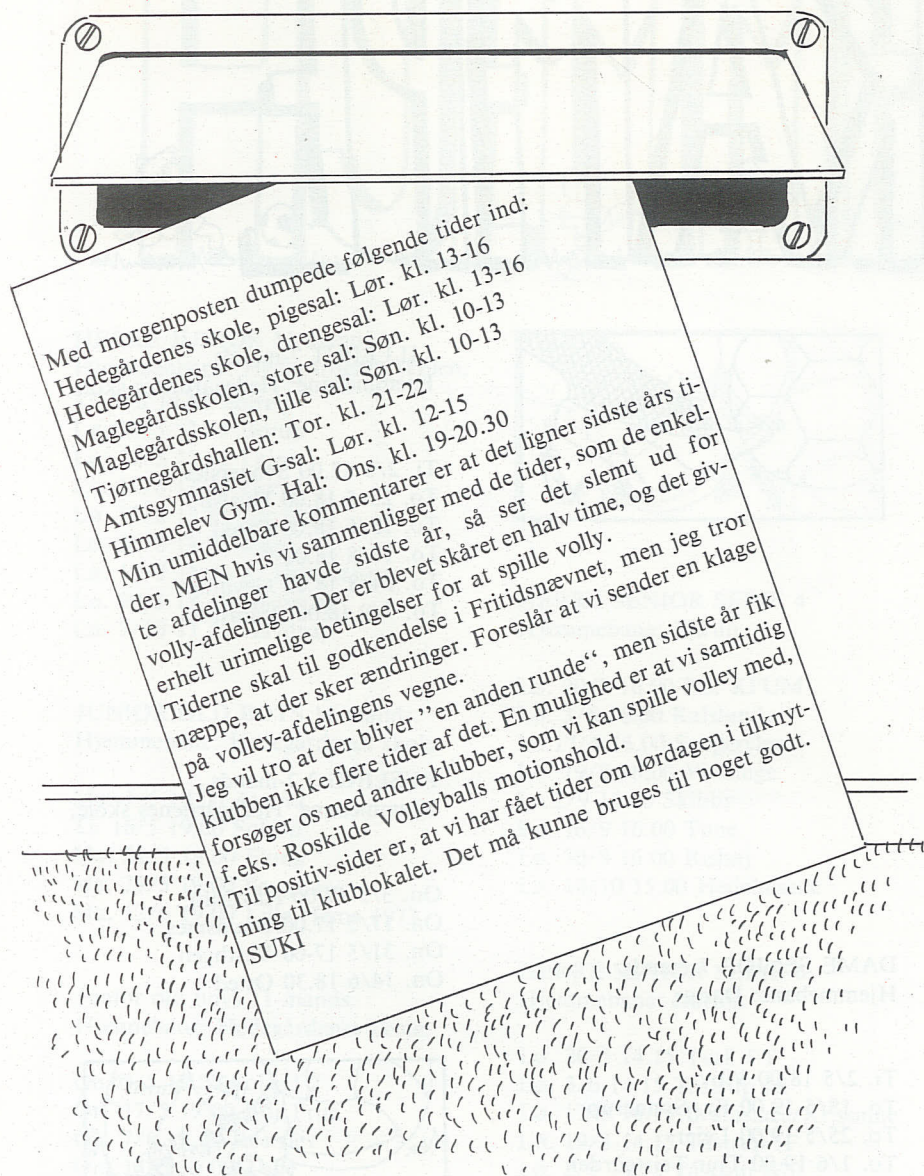 Med morgenposten dumpede følgende tider ind:
Hedegårdenes skole, pigesal: Lør. kl. 13-16
Hedegårdenes skole, drengesal: Lør. kl. 13-16
Maglegårdsskolen, store sal: Søn. kl. 10-13
Maglegårdsskolen, lille sal: Søn. kl. 10-13
Tjørnegårdshallen: Tor. kl. 21-22
Amtsgymnasiet G-sal: Lør. kl. 12-15
Himmelev Gym. Hal: Ons. kl. 19-20.30
Min umiddelbare kommentarer er at det ligner sidste års ti-
der, MEN hvis vi sammenligger med de tider, som de enkel-
te afdelinger havde sidste år, så ser det slemt ud for
volly-afdelingen. Der er blevet skåret en halv time, og det giv-
erhelt urimelige betingelser for at spille volly.
Tiderne skal til godkendelse i Fritidsnævnet, men jeg tror
næppe, at der sker ændringer. Foreslår at vi sender en klage
på volley-afdelingens vegne.
Jeg vil tro at der bliver "en anden runde", men sidste år fik
klubben ikke flere tider af det. En mulighed er at vi samtidig
forsøger os med andre klubber, som vi kan spille volley med,
f.eks. Roskilde Volleyballs motionshold.
Til positiv-sider er, at vi har fået tider om lørdagen i tilknyt-
ning til klublokalet. Det må kunne bruges til noget godt.
SUKI